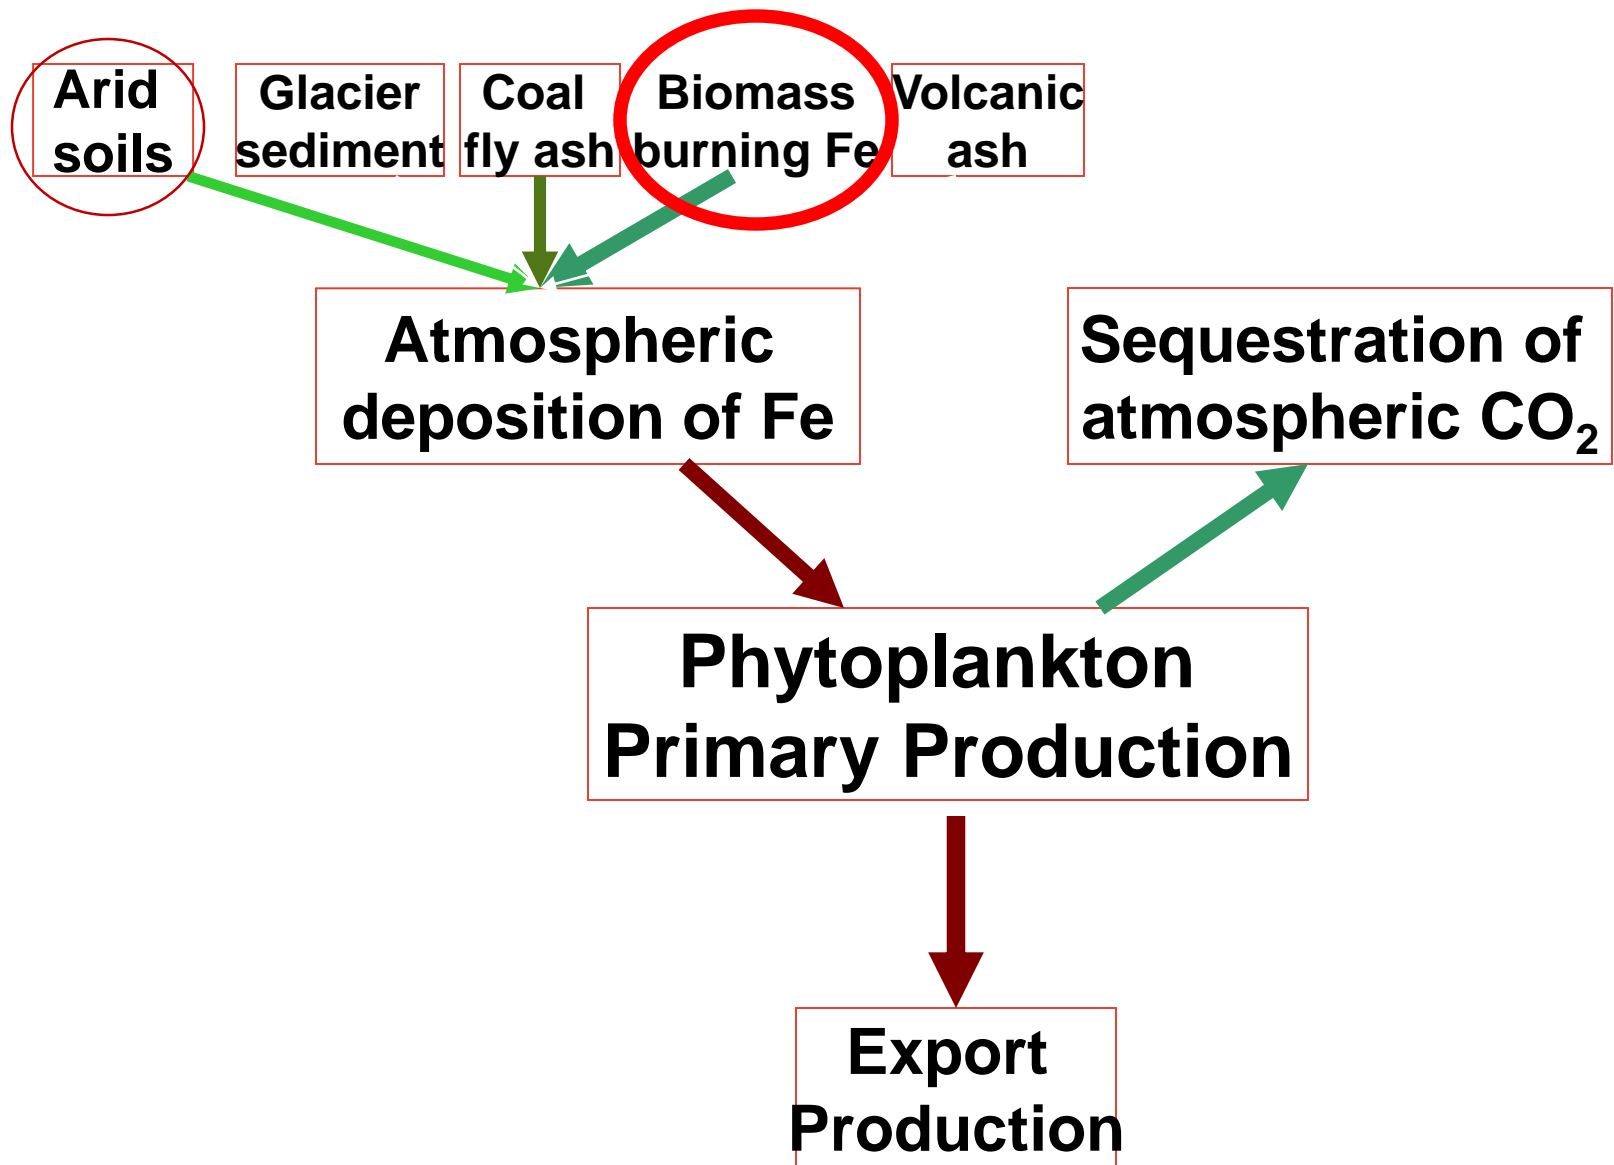 Arid
soils
Glacier
sediment
Coal
fly ash
Biomass
burning Fe
Volcanic
ash
Atmospheric
deposition of Fe
Sequestration of
atmospheric CO₂
Phytoplankton
Primary Production
Export
Production